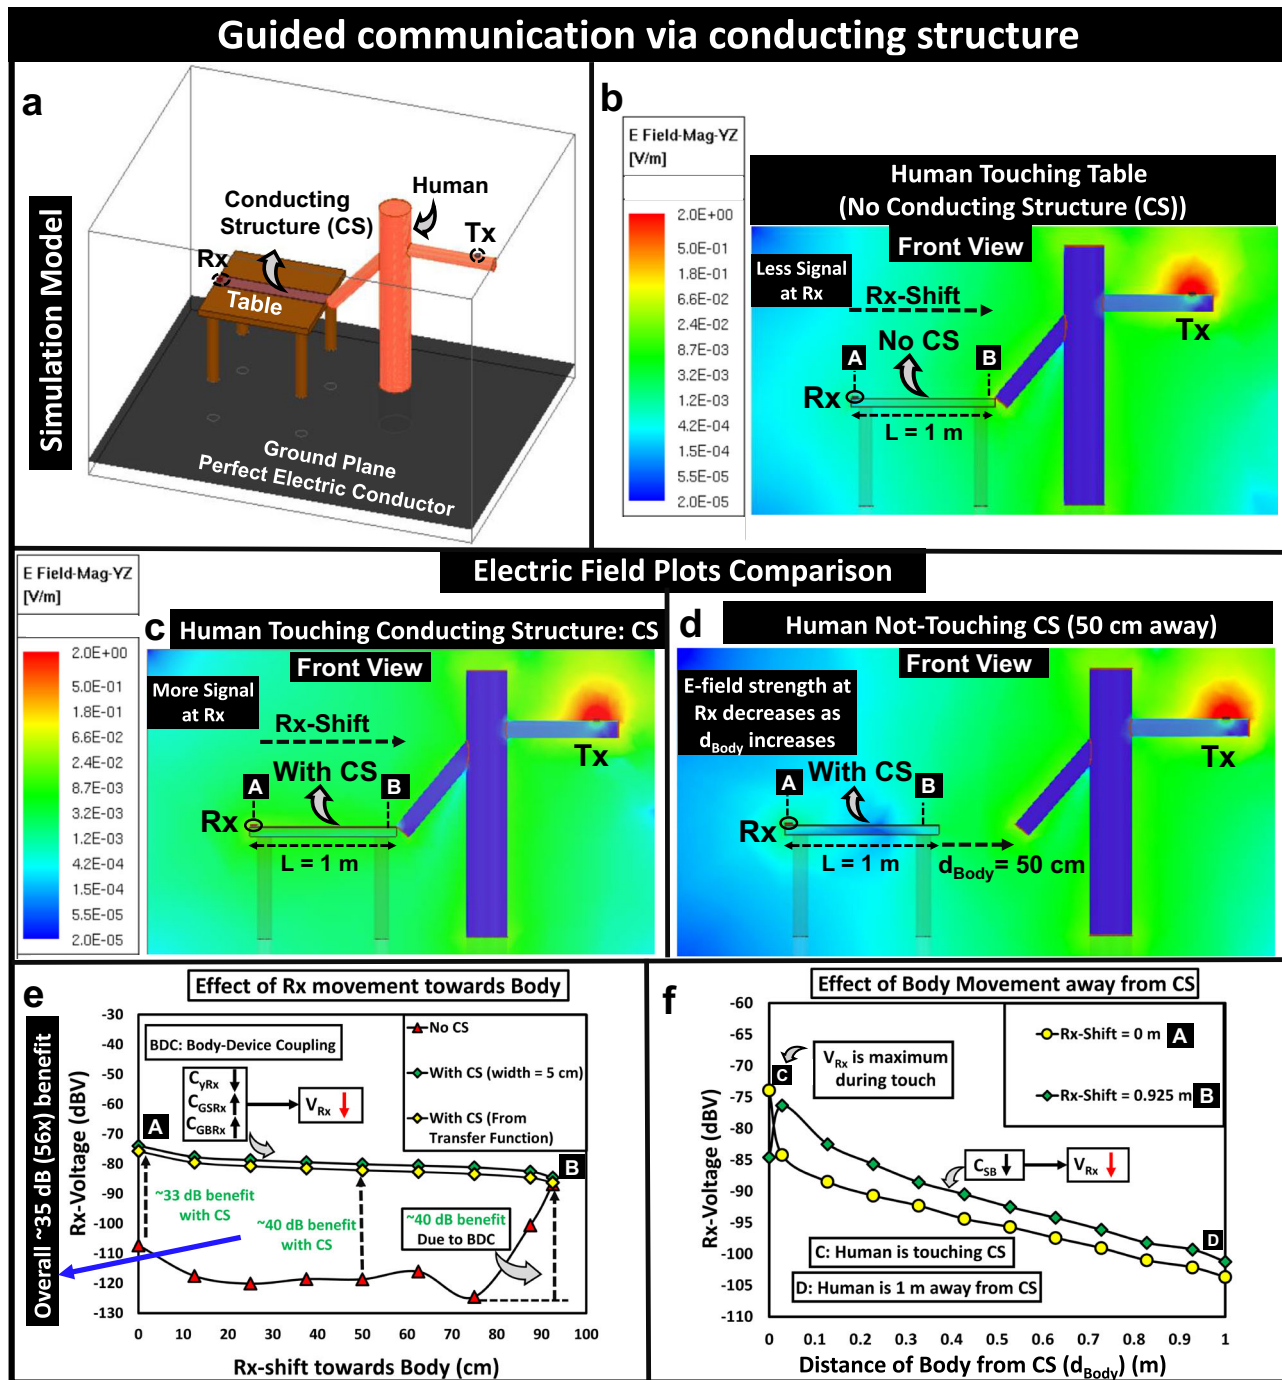 Guided communication via conducting structure
a
Simulation Model
Conducting
Structure (CS)
Human
Tx
Rx
Table
Ground Plane
Perfect Electric Conductor
b
E Field-Mag-YZ
[V/m]
2.0E+00
5.0E-01
1.8E-01
6.6E-02
2.4E-02
8.7E-03
3.2E-03
1.2E-03
4.2E-04
1.5E-04
5.5E-05
2.0E-05
Human Touching Table
(No Conducting Structure (CS))
Front View
Less Signal
at Rx
Rx-Shift
Tx
No CS
A
B
Rx
L = 1 m
Electric Field Plots Comparison
E Field-Mag-YZ
[V/m]
2.0E+00
5.0E-01
1.8E-01
6.6E-02
2.4E-02
8.7E-03
3.2E-03
1.2E-03
4.2E-04
1.5E-04
5.5E-05
2.0E-05
c
Human Touching Conducting Structure: CS
Front View
More Signal
at Rx
Rx-Shift
Tx
With CS
A
B
Rx
L = 1 m
d
Human Not-Touching CS (50 cm away)
Front View
E-field strength at
Rx decreases as
dBody increases
Tx
With CS
A
B
Rx
L = 1 m
dBody= 50 cm
e
Effect of Rx movement towards Body
Overall ~35 dB (56x) benefit
Rx-Voltage (dBV)
-30
-40
-50
-60
-70
-80
-90
-100
-110
-120
-130
BDC: Body-Device Coupling
CyRx
CGSRx
CGBRx
VRx
No CS
With CS (width = 5 cm)
With CS (From
Transfer Function)
A
B
~33 dB benefit
with CS
~40 dB benefit
with CS
~40 dB benefit
Due to BDC
0 10 20 30 40 50 60 70 80 90 100
Rx-shift towards Body (cm)
f
Effect of Body Movement away from CS
Rx-Voltage (dBV)
-60
-65
-70
-75
-80
-85
-90
-95
-100
-105
-110
Rx-Shift = 0 m A
Rx-Shift = 0.925 m B
C
VRx is maximum
during touch
CSB
VRx
D
C: Human is touching CS
D: Human is 1 m away from CS
0 0.1 0.2 0.3 0.4 0.5 0.6 0.7 0.8 0.9 1
Distance of Body from CS (dBody) (m)